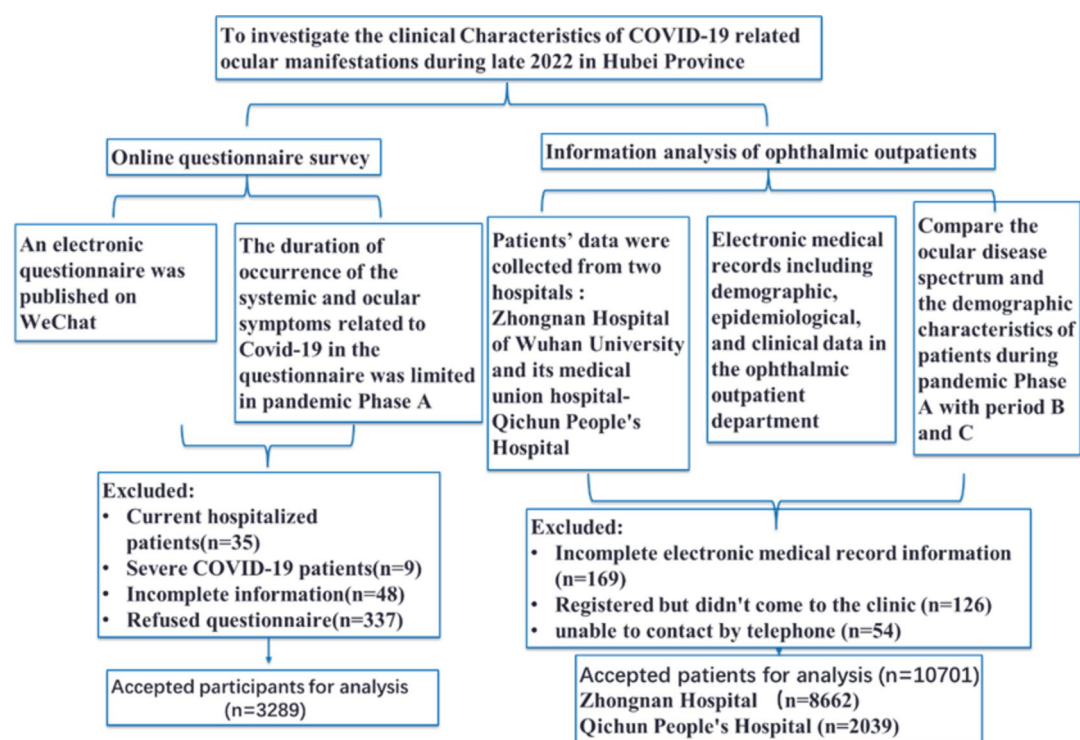 To investigate the clinical Characteristics of COVID-19 related
ocular manifestations during late 2022 in Hubei Province
Online questionnaire survey
Information analysis of ophthalmic outpatients
An electronic
questionnaire was
published on
WeChat
The duration of
occurrence of the
systemic and ocular
symptoms related to
Covid-19 in the
questionnaire was limited
in pandemic Phase A
Patients’ data were
collected from two
hospitals :
Zhongnan Hospital
of Wuhan University
and its medical
union hospital-
Qichun People's
Hospital
Electronic medical
records including
demographic,
epidemiological,
and clinical data in
the ophthalmic
outpatient
department
Compare the
ocular disease
spectrum and
the demographic
characteristics of
patients during
pandemic Phase
A with period B
and C
Excluded:
• Current hospitalized
patients(n=35)
• Severe COVID-19 patients(n=9)
• Incomplete information(n=48)
• Refused questionnaire(n=337)
Excluded:
• Incomplete electronic medical record information
(n=169)
• Registered but didn't come to the clinic (n=126)
• unable to contact by telephone (n=54)
Accepted participants for analysis
(n=3289)
Accepted patients for analysis (n=10701)
Zhongnan Hospital （n=8662)
Qichun People's Hospital (n=2039)